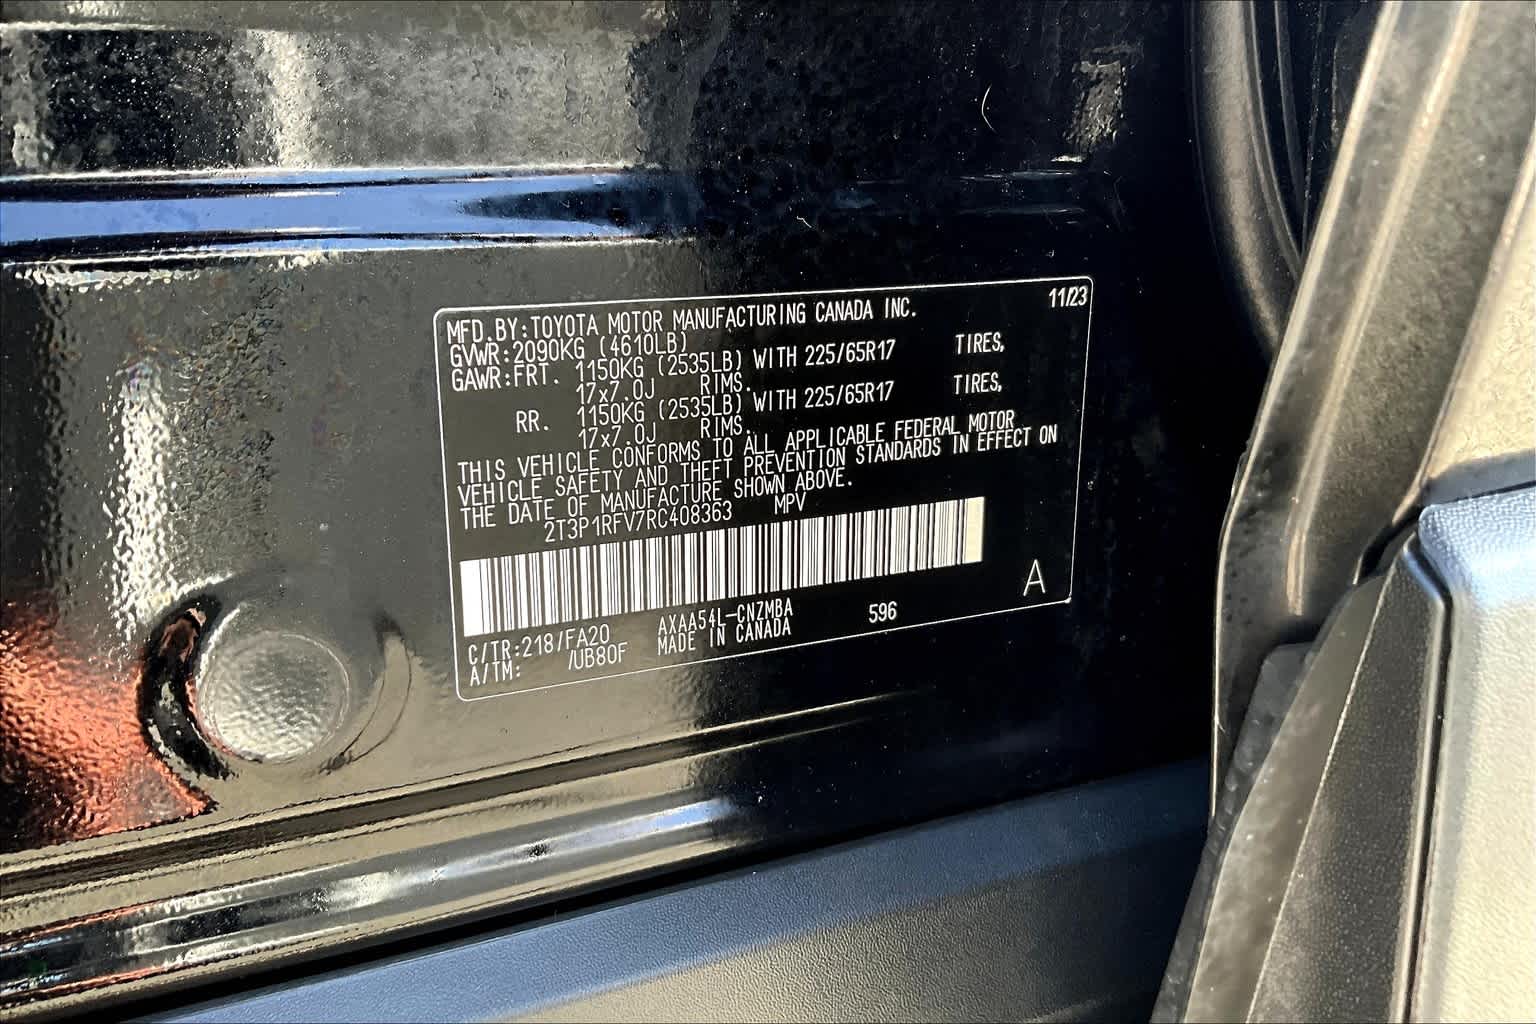 11/23
MFD.BY:TOYOTA MOTOR MANUFACTURING CANADA INC.
GVWR:2090KG (4610LB)
GAWR:FRT. 1150KG (2535LB) WITH 225/65R17 TIRES,
17x7.0J RIMS.
RR. 1150KG (2535LB) WITH 225/65R17 TIRES,
17x7.0J RIMS.
THIS VEHICLE CONFORMS TO ALL APPLICABLE FEDERAL MOTOR
VEHICLE SAFETY AND THEFT PREVENTION STANDARDS IN EFFECT ON
THE DATE OF MANUFACTURE SHOWN ABOVE.
2T3P1RFV7RC408363 MPV
A
C/TR:218/FA20 AXAA54L-CNZMBA 596
A/TM: /UB80F MADE IN CANADA